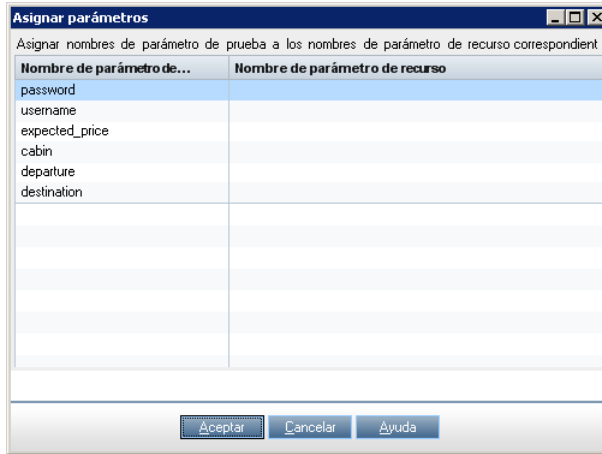 Asignar parámetros
Asignar nombres de parámetro de prueba a los nombres de parámetro de recurso correspondient
Nombre de parámetro de... Nombre de parámetro de recurso
password
username
expected_price
cabin
departure
destination
Aceptar Cancelar Ayuda